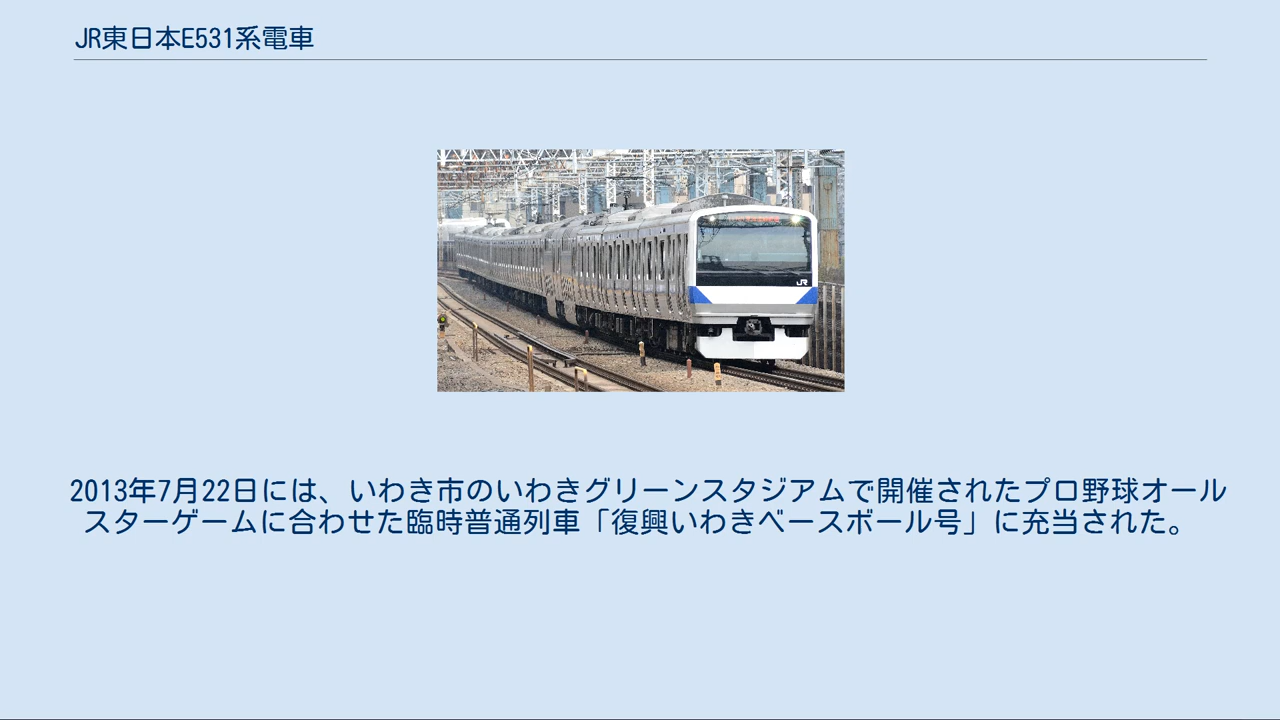 JR東日本E531系電車
JR
2013年7月22日には、いわき市のいわきグリーンスタジアムで開催されたプロ野球オール
スターゲームに合わせた臨時普通列車「復興いわきベースボール号」に充当された。